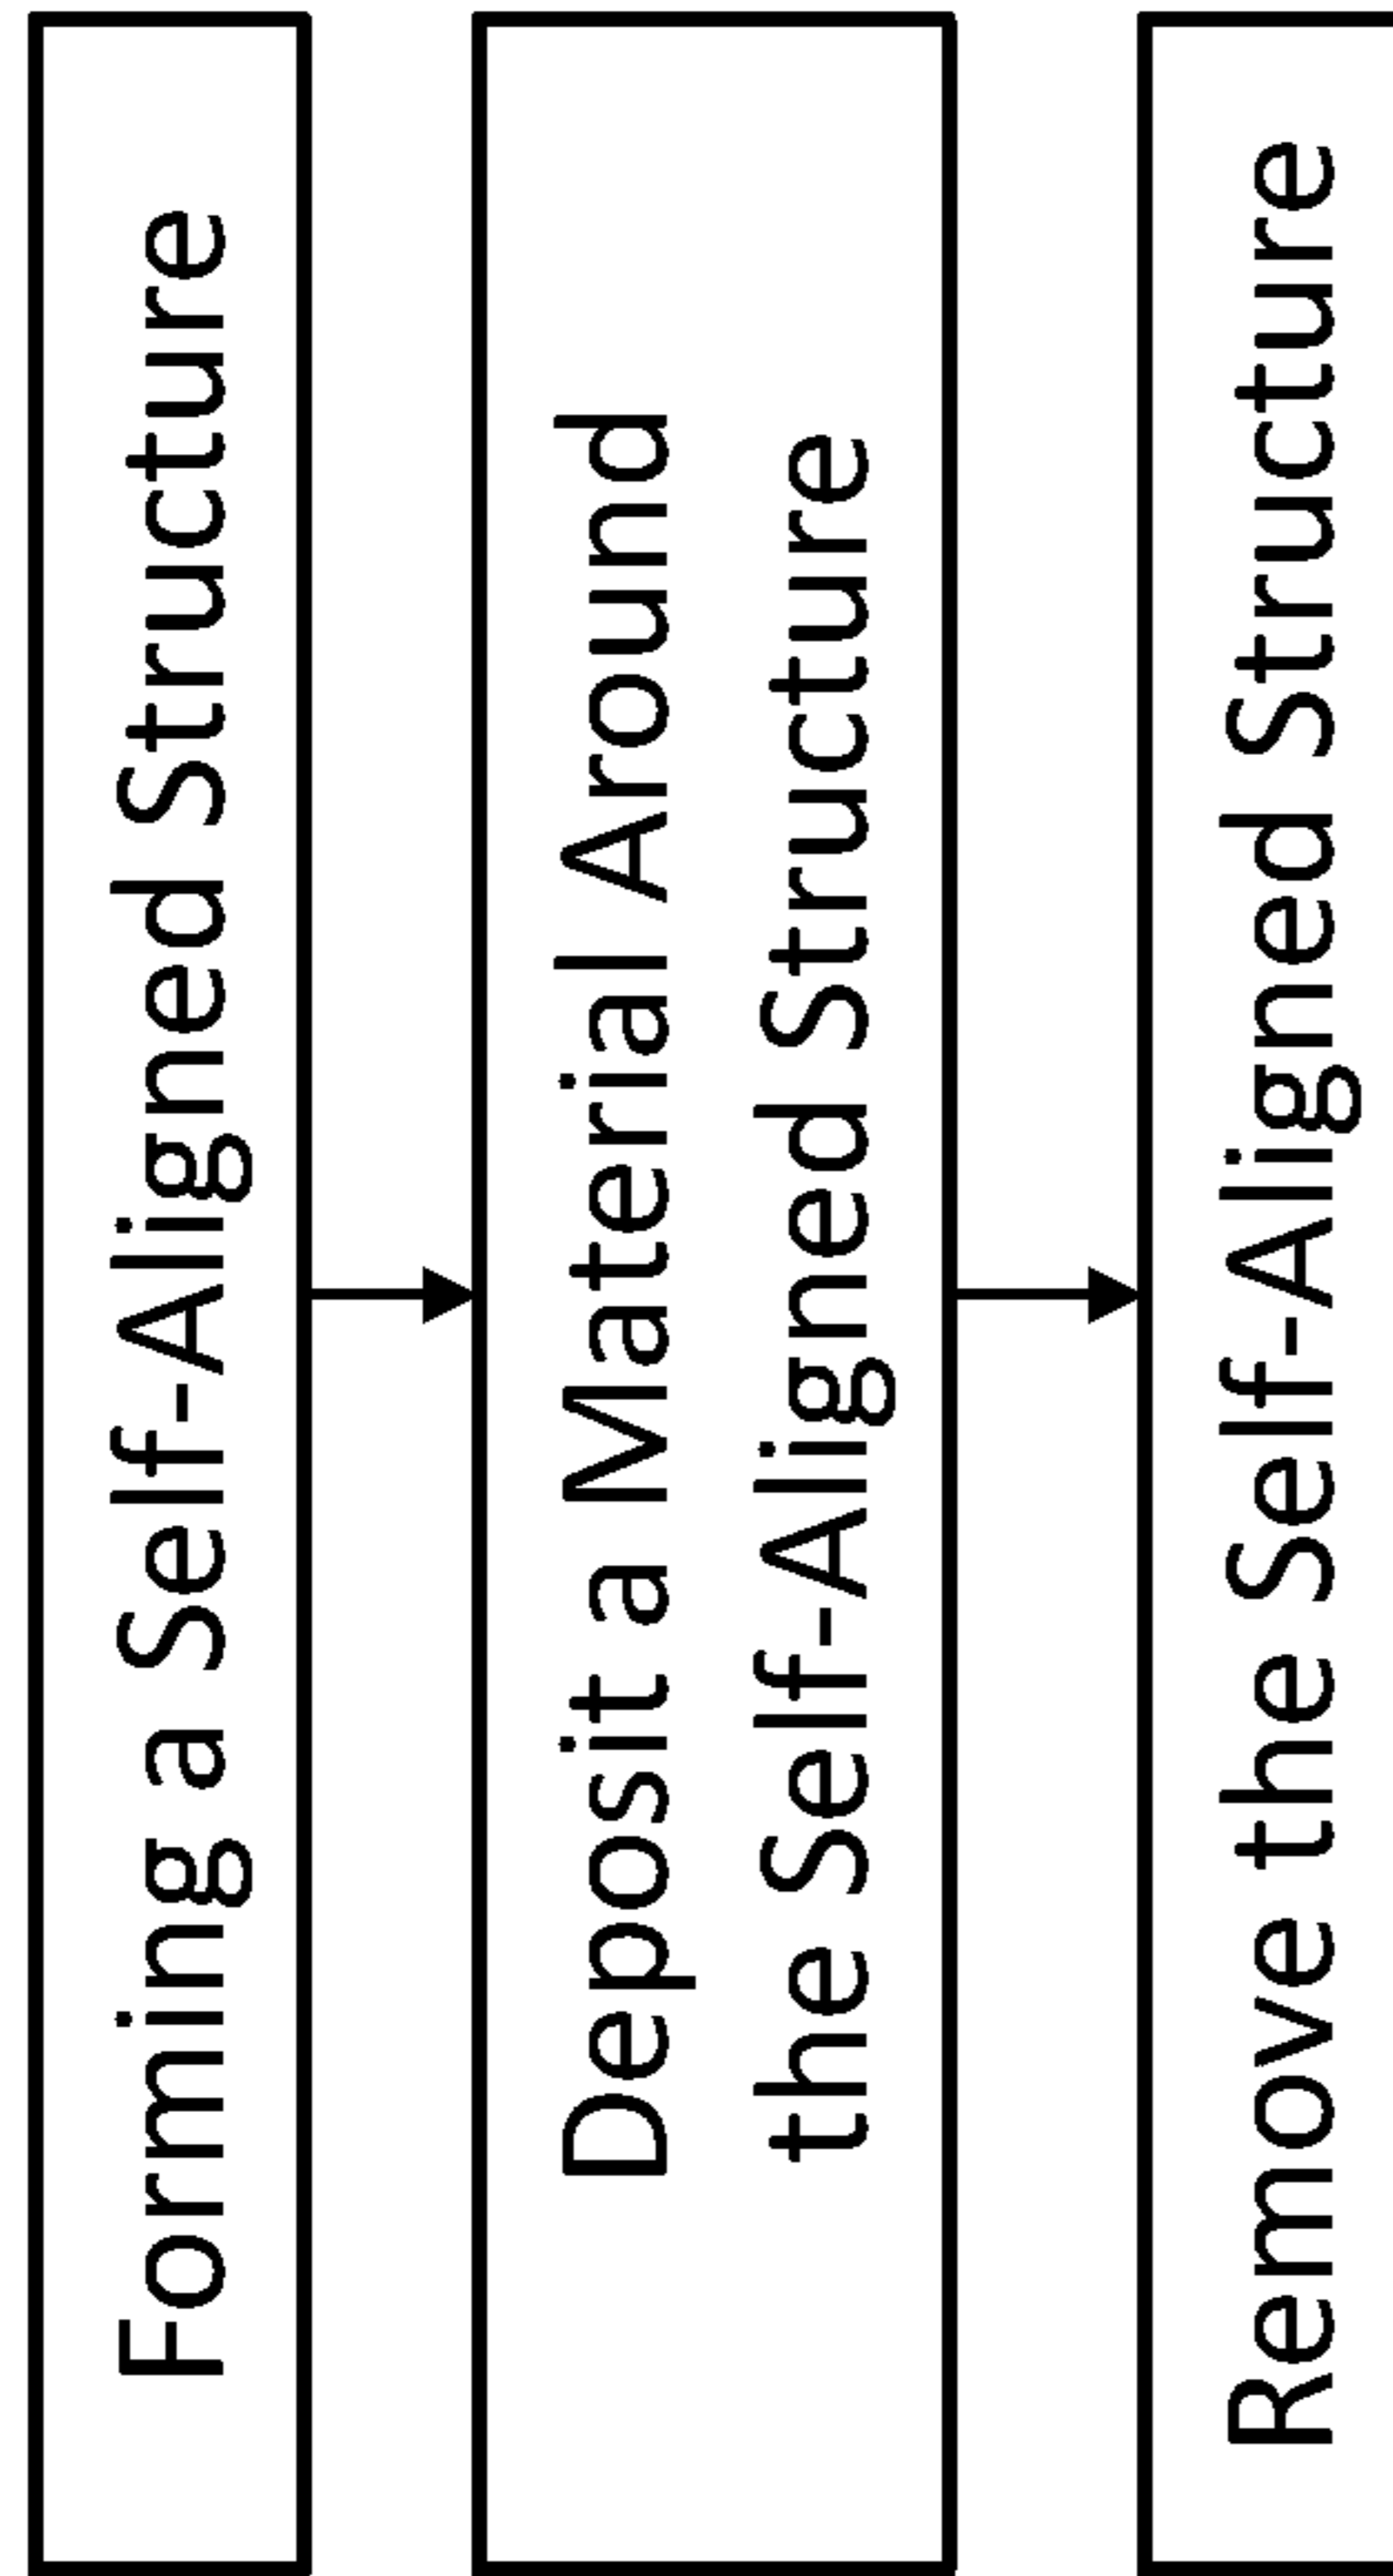 Forming a Self-Aligned Structure
Deposit a Material Around
the Self-Aligned Structure
Remove the Self-Aligned Structure